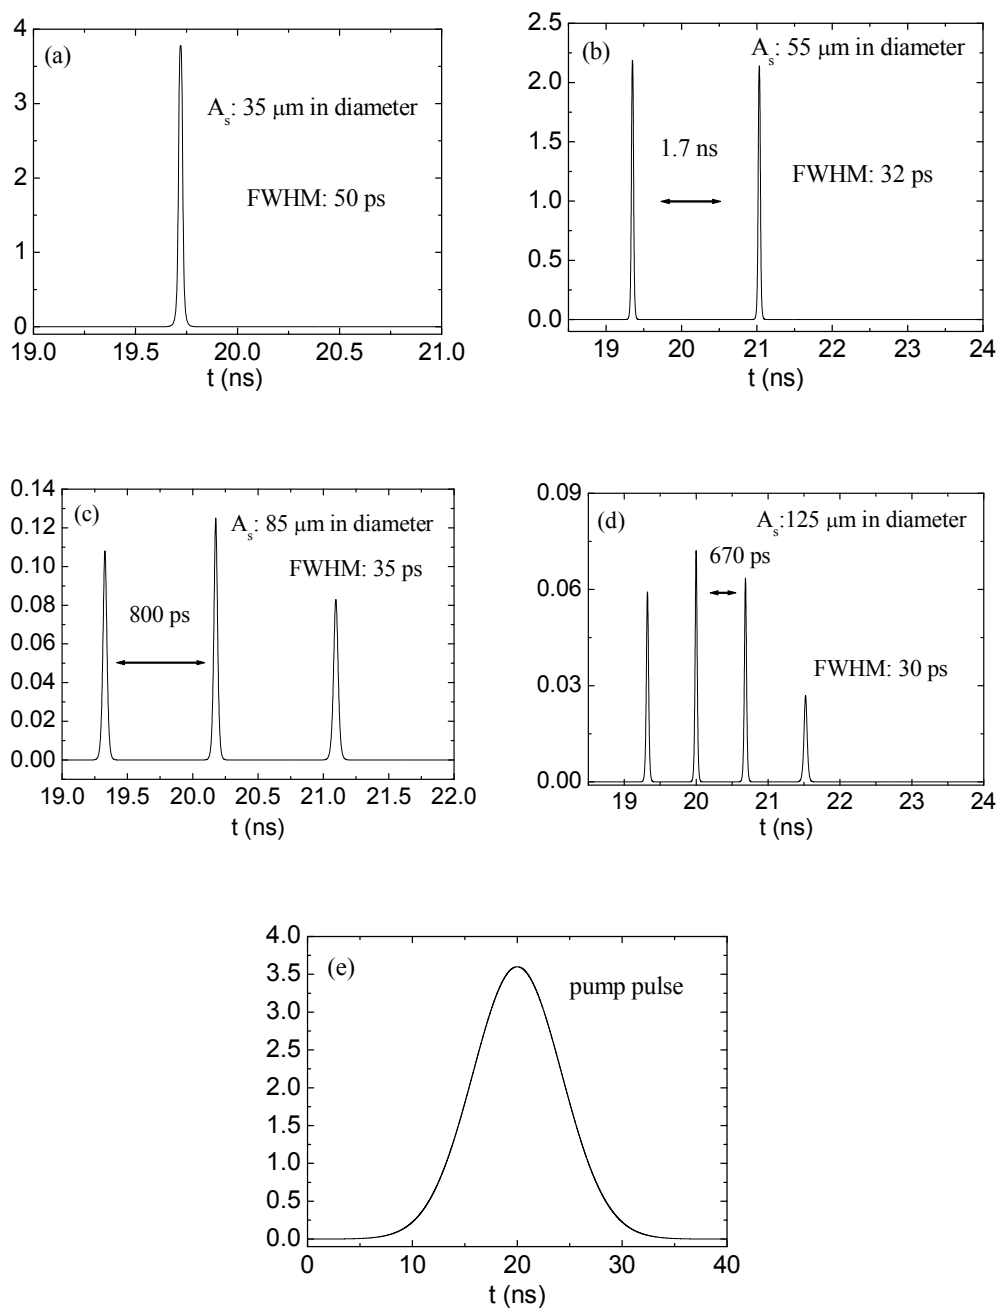 (a)
A_s: 35 μm in diameter
FWHM: 50 ps
4
3
2
1
0
19.0 19.5 20.0 20.5 21.0
t (ns)
(b)
A_s: 55 μm in diameter
1.7 ns
FWHM: 32 ps
2.5
2.0
1.5
1.0
0.5
0.0
19 20 21 22 23 24
t (ns)
(c)
A_s: 85 μm in diameter
FWHM: 35 ps
800 ps
0.14
0.12
0.10
0.08
0.06
0.04
0.02
0.00
19.0 19.5 20.0 20.5 21.0 21.5 22.0
t (ns)
(d)
A_s:125 μm in diameter
670 ps
FWHM: 30 ps
0.09
0.06
0.03
0.00
19 20 21 22 23 24
t (ns)
(e)
pump pulse
4.0
3.5
3.0
2.5
2.0
1.5
1.0
0.5
0.0
0 10 20 30 40
t (ns)